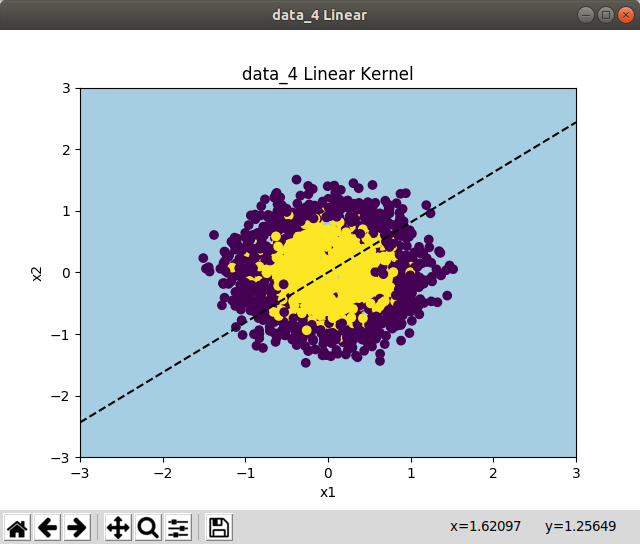 data_4 Linear
data_4 Linear Kernel
3
2
1
0
−1
−2
−3
x2
−3
−2
−1
0
1
2
3
x1
x=1.62097 y=1.25649